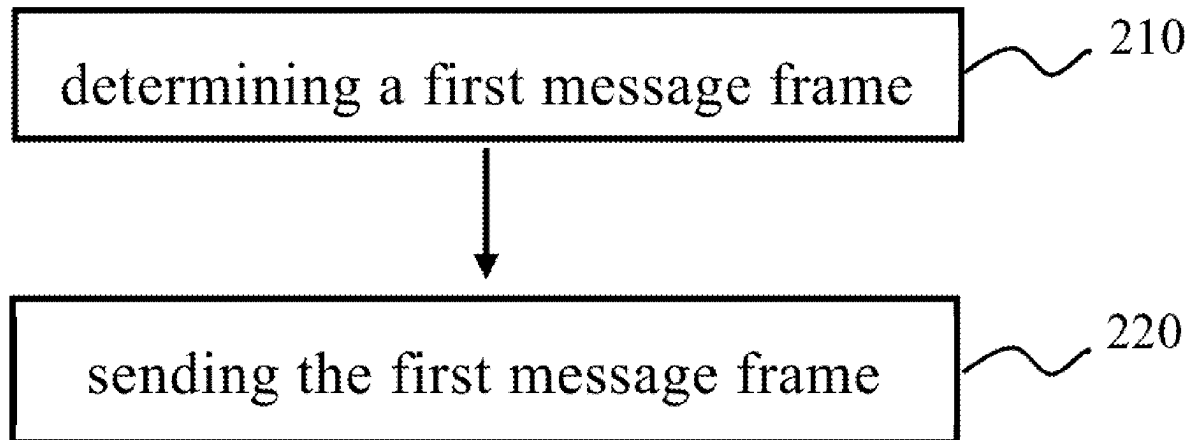 determining a first message frame
210
sending the first message frame
220